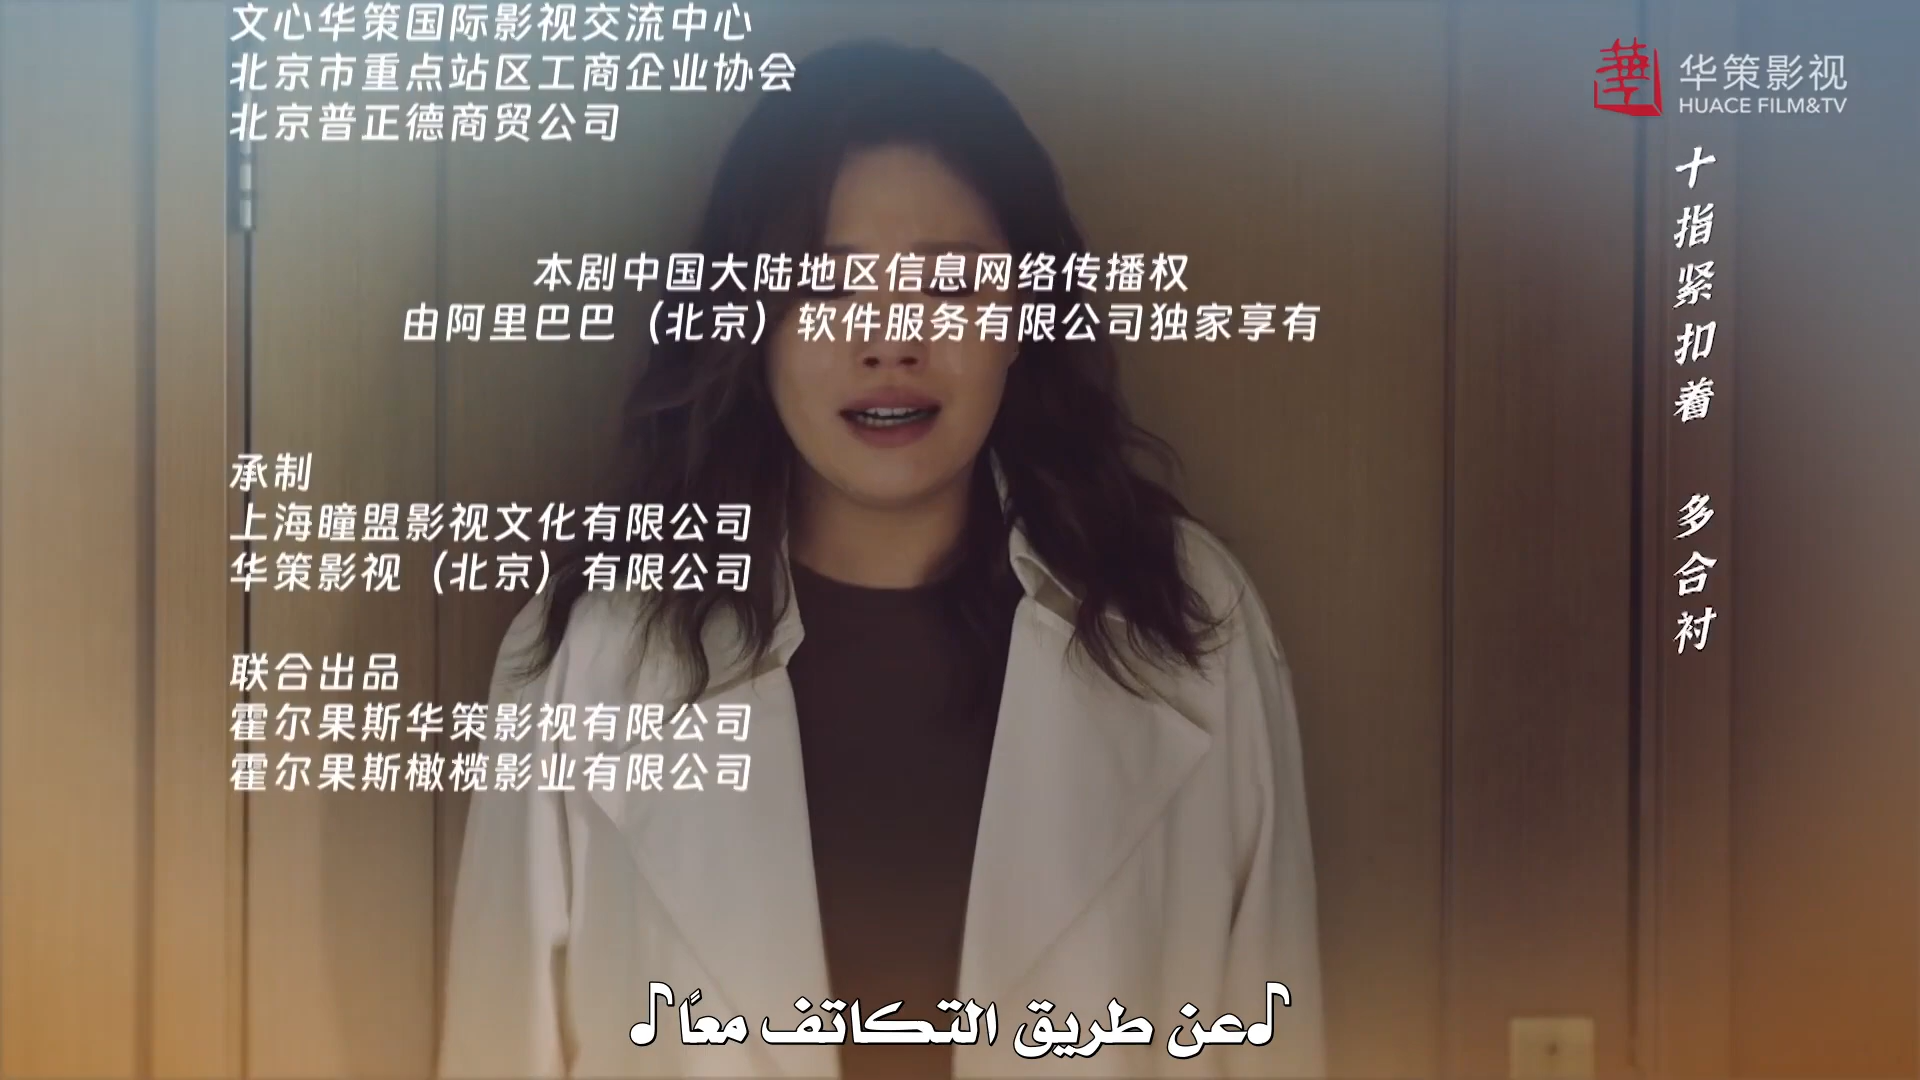 文心华策国际影视交流中心
北京市重点站区工商企业协会
北京普正德商贸公司
华策影视
HUACE FILM&TV
本剧中国大陆地区信息网络传播权
由阿里巴巴（北京）软件服务有限公司独家享有
承制
上海瞳盟影视文化有限公司
华策影视（北京）有限公司
联合出品
霍尔果斯华策影视有限公司
霍尔果斯橄榄影业有限公司
十指紧扣着 多合衬
♪عن طريق التكاتف معًا♪